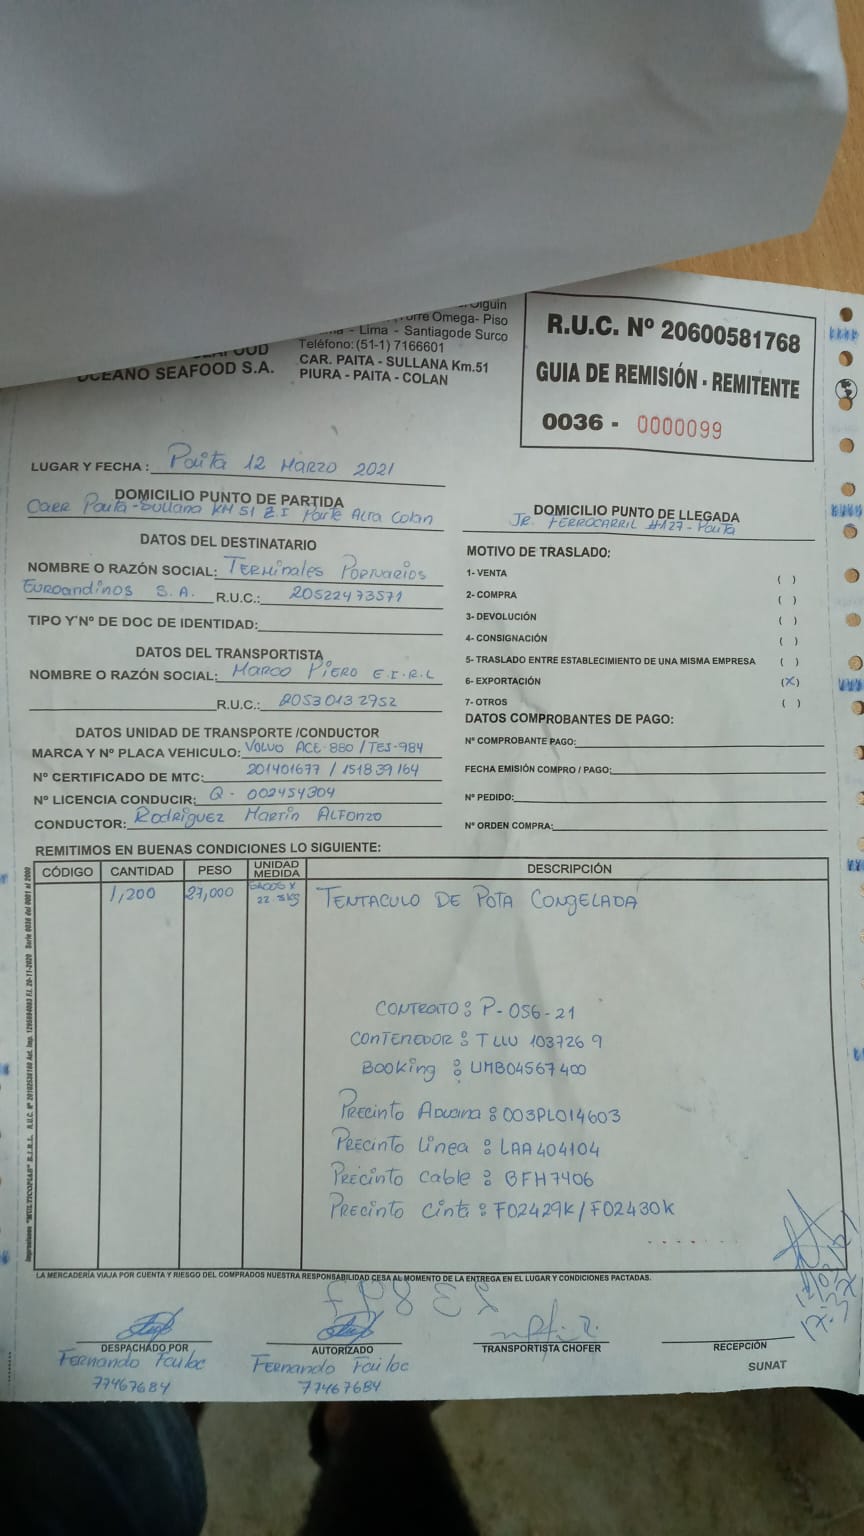 Torre Omega- Piso
- Lima - Santiagode Surco
Teléfono: (51-1) 7166601
CAR. PAITA - SULLANA Km.51
PIURA - PAITA - COLAN
OCEANO SEAFOOD S.A.
R.U.C. Nº 20600581768
GUIA DE REMISIÓN - REMITENTE
0036 - 0000099
LUGAR Y FECHA : Paita 12 MARZO 2021
DOMICILIO PUNTO DE PARTIDA
Carr Paita-Sullana KM 51 Z.I Parte Alta Colan
DOMICILIO PUNTO DE LLEGADA
JR. FERROCARRIL #127- Paita
DATOS DEL DESTINATARIO
NOMBRE O RAZÓN SOCIAL: Terminales Portuarios
Euroandinos S.A. R.U.C.: 20522473571
TIPO Y Nº DE DOC DE IDENTIDAD:
DATOS DEL TRANSPORTISTA
NOMBRE O RAZÓN SOCIAL: MARCO PIERO E.I.R.L
R.U.C.: 20530132952
DATOS UNIDAD DE TRANSPORTE /CONDUCTOR
MARCA Y Nº PLACA VEHICULO: VOLVO ACE-880 / TES-984
Nº CERTIFICADO DE MTC: 201401677 / 151839164
Nº LICENCIA CONDUCIR: Q - 002454304
CONDUCTOR: RODRIGUEZ MARTIN ALFONZO
MOTIVO DE TRASLADO:
1- VENTA ( )
2- COMPRA ( )
3- DEVOLUCIÓN ( )
4- CONSIGNACIÓN ( )
5- TRASLADO ENTRE ESTABLECIMIENTO DE UNA MISMA EMPRESA ( )
6- EXPORTACIÓN (X)
7- OTROS ( )
DATOS COMPROBANTES DE PAGO:
Nº COMPROBANTE PAGO:
FECHA EMISIÓN COMPRO / PAGO:
Nº PEDIDO:
Nº ORDEN COMPRA:
REMITIMOS EN BUENAS CONDICIONES LO SIGUIENTE:
CÓDIGO CANTIDAD PESO UNIDAD MEDIDA DESCRIPCIÓN
1,200 27,000 SACOS X 22.5kg TENTACULO DE POTA CONGELADA
CONTRATO : P-056-21
CONTENEDOR : TLLU 103726 9
BOOKING : UMB04567400
PRECINTO ADUANA : 003PL014603
PRECINTO LINEA : LAA404104
PRECINTO CABLE : BFH7406
PRECINTO CINTA : F02429K/F02430K
LA MERCADERÍA VIAJA POR CUENTA Y RIESGO DEL COMPRADOS NUESTRA RESPONSABILIDAD CESA AL MOMENTO DE LA ENTREGA EN EL LUGAR Y CONDICIONES PACTADAS.
DESPACHADO POR
Fernando
77467684
AUTORIZADO
Fernando
77467684
TRANSPORTISTA CHOFER
RECEPCIÓN
SUNAT